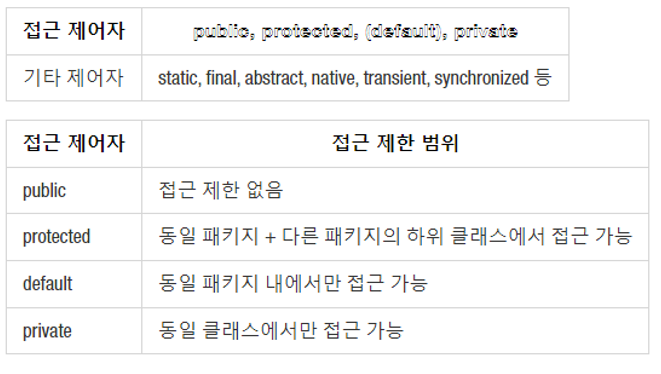 접근 제어자 public, protected, (default), private
기타 제어자 static, final, abstract, native, transient, synchronized 등
접근 제어자 접근 제한 범위
public 접근 제한 없음
protected 동일 패키지 + 다른 패키지의 하위 클래스에서 접근 가능
default 동일 패키지 내에서만 접근 가능
private 동일 클래스에서만 접근 가능